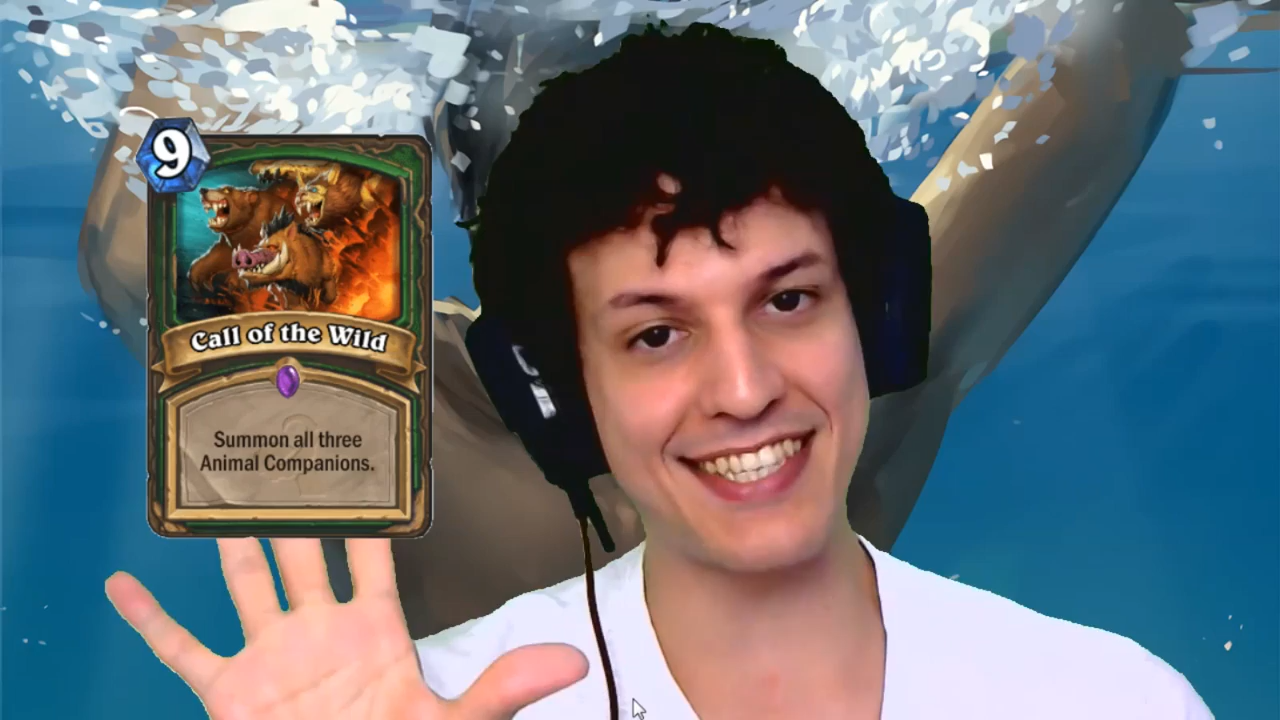 9
Call of the Wild
Summon all three
Animal Companions.